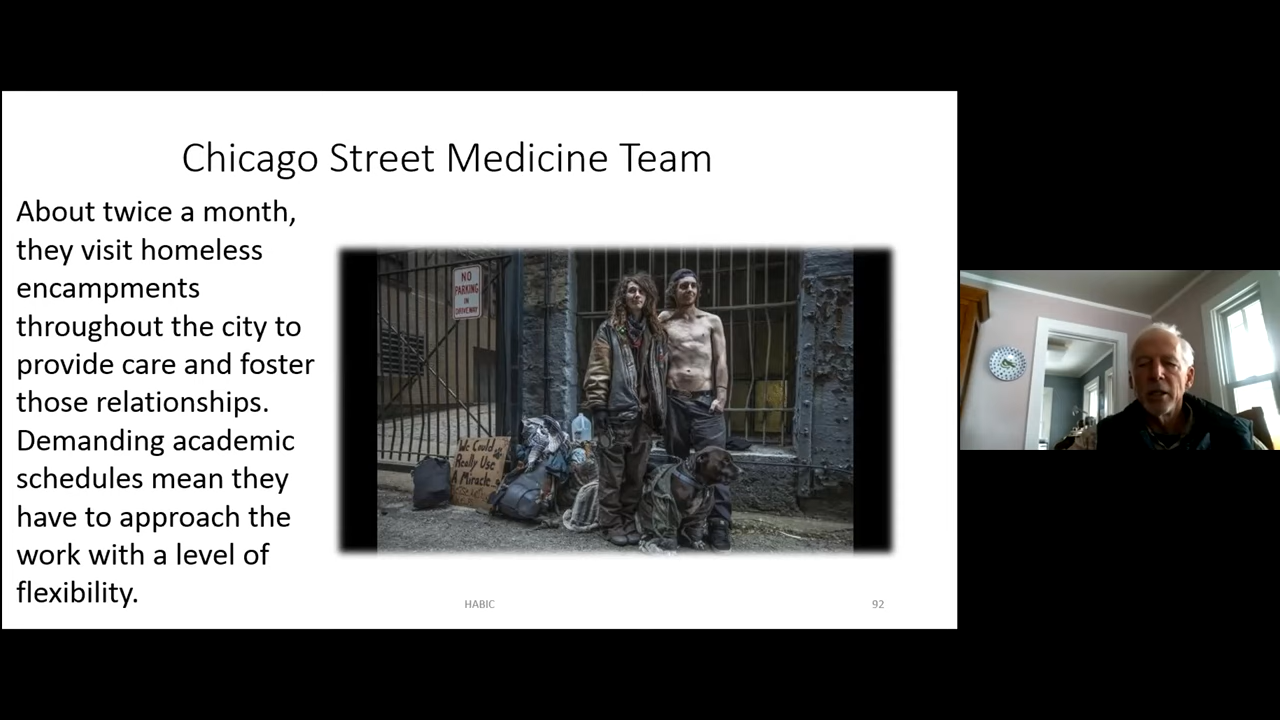 Chicago Street Medicine Team
About twice a month,
they visit homeless
encampments
throughout the city to
provide care and foster
those relationships.
Demanding academic
schedules mean they
have to approach the
work with a level of
flexibility.
NO
PARKING
IN
DRIVEWAY
We Could
Really Use
A Miracle
HABIC
92